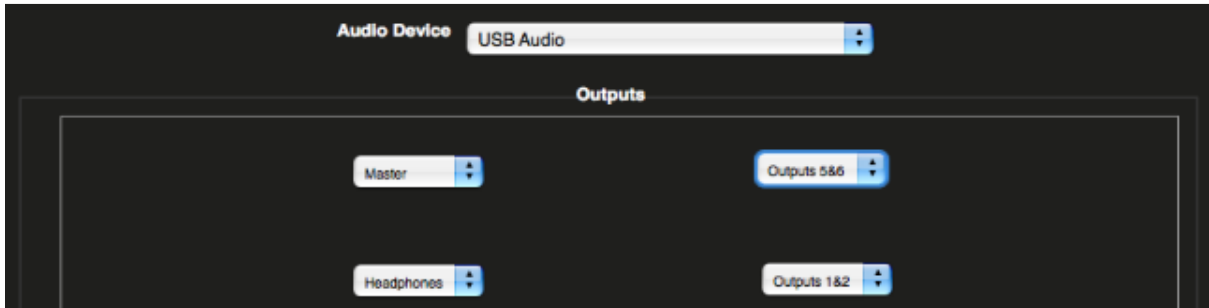 Audio Device USB Audio
Outputs
Master Outputs 5&6
Headphones Outputs 1&2